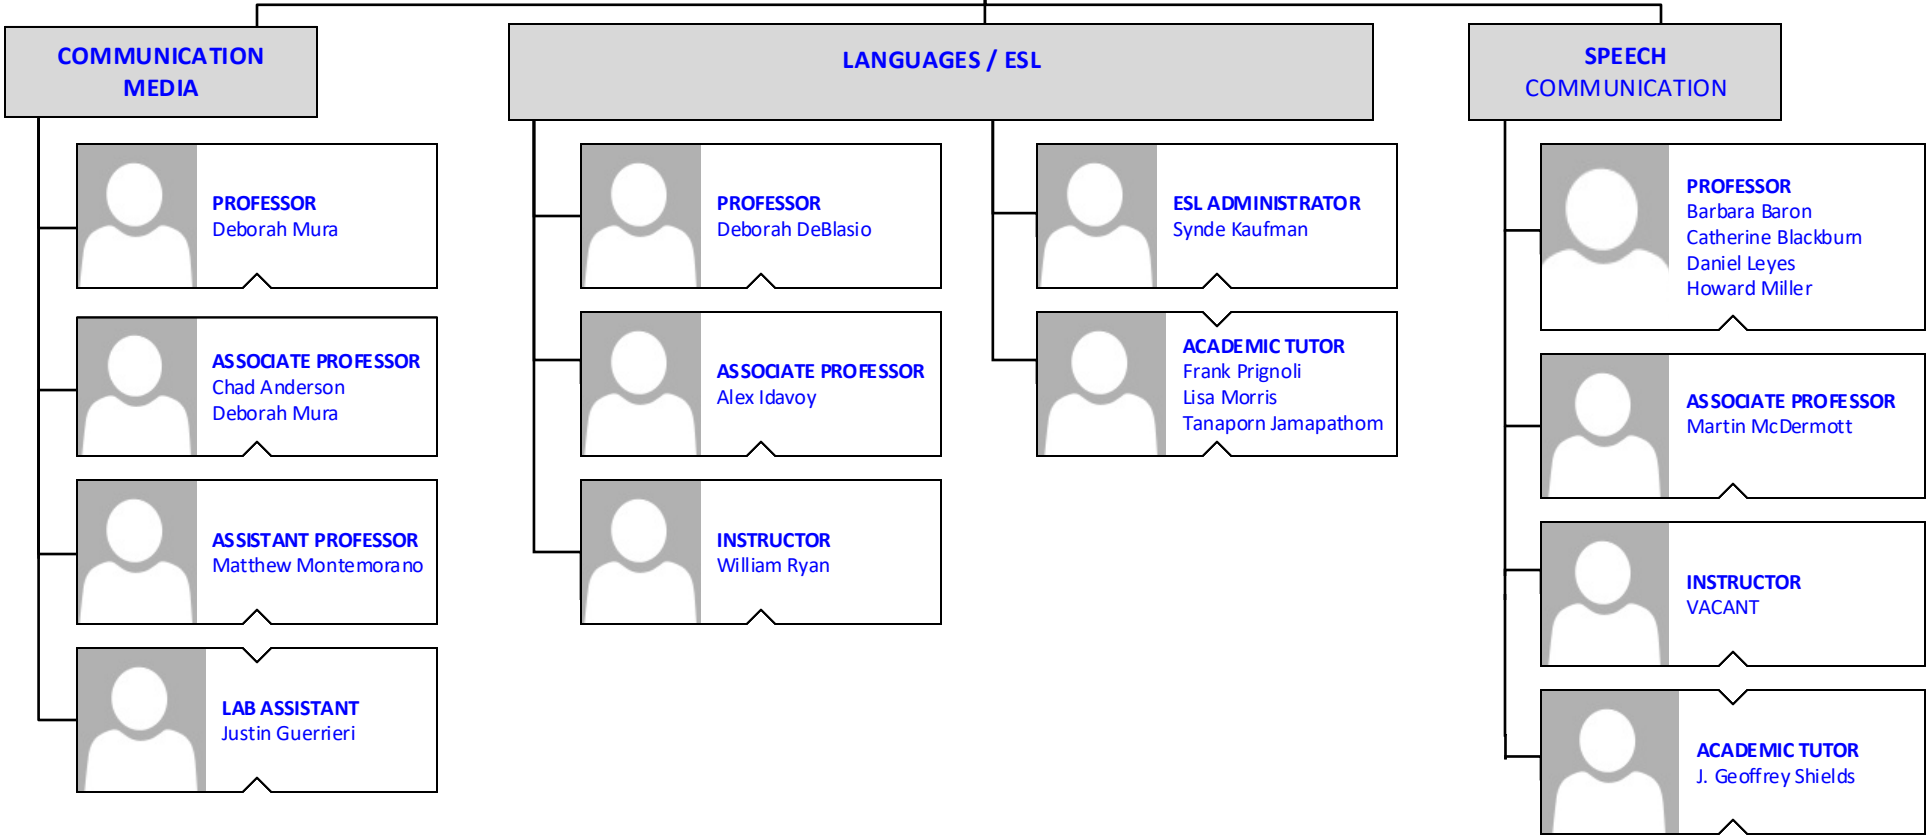 COMMUNICATION
MEDIA
PROFESSOR
Deborah Mura
ASSOCIATE PROFESSOR
Chad Anderson
Deborah Mura
ASSISTANT PROFESSOR
Matthew Montemorano
LAB ASSISTANT
Justin Guerrieri
LANGUAGES / ESL
PROFESSOR
Deborah DeBlasio
ASSOCIATE PROFESSOR
Alex Idavoy
INSTRUCTOR
William Ryan
ESL ADMINISTRATOR
Synde Kaufman
ACADEMIC TUTOR
Frank Prignoli
Lisa Morris
Tanaporn Jamapathom
SPEECH
COMMUNICATION
PROFESSOR
Barbara Baron
Catherine Blackburn
Daniel Leyes
Howard Miller
ASSOCIATE PROFESSOR
Martin McDermott
INSTRUCTOR
VACANT
ACADEMIC TUTOR
J. Geoffrey Shields